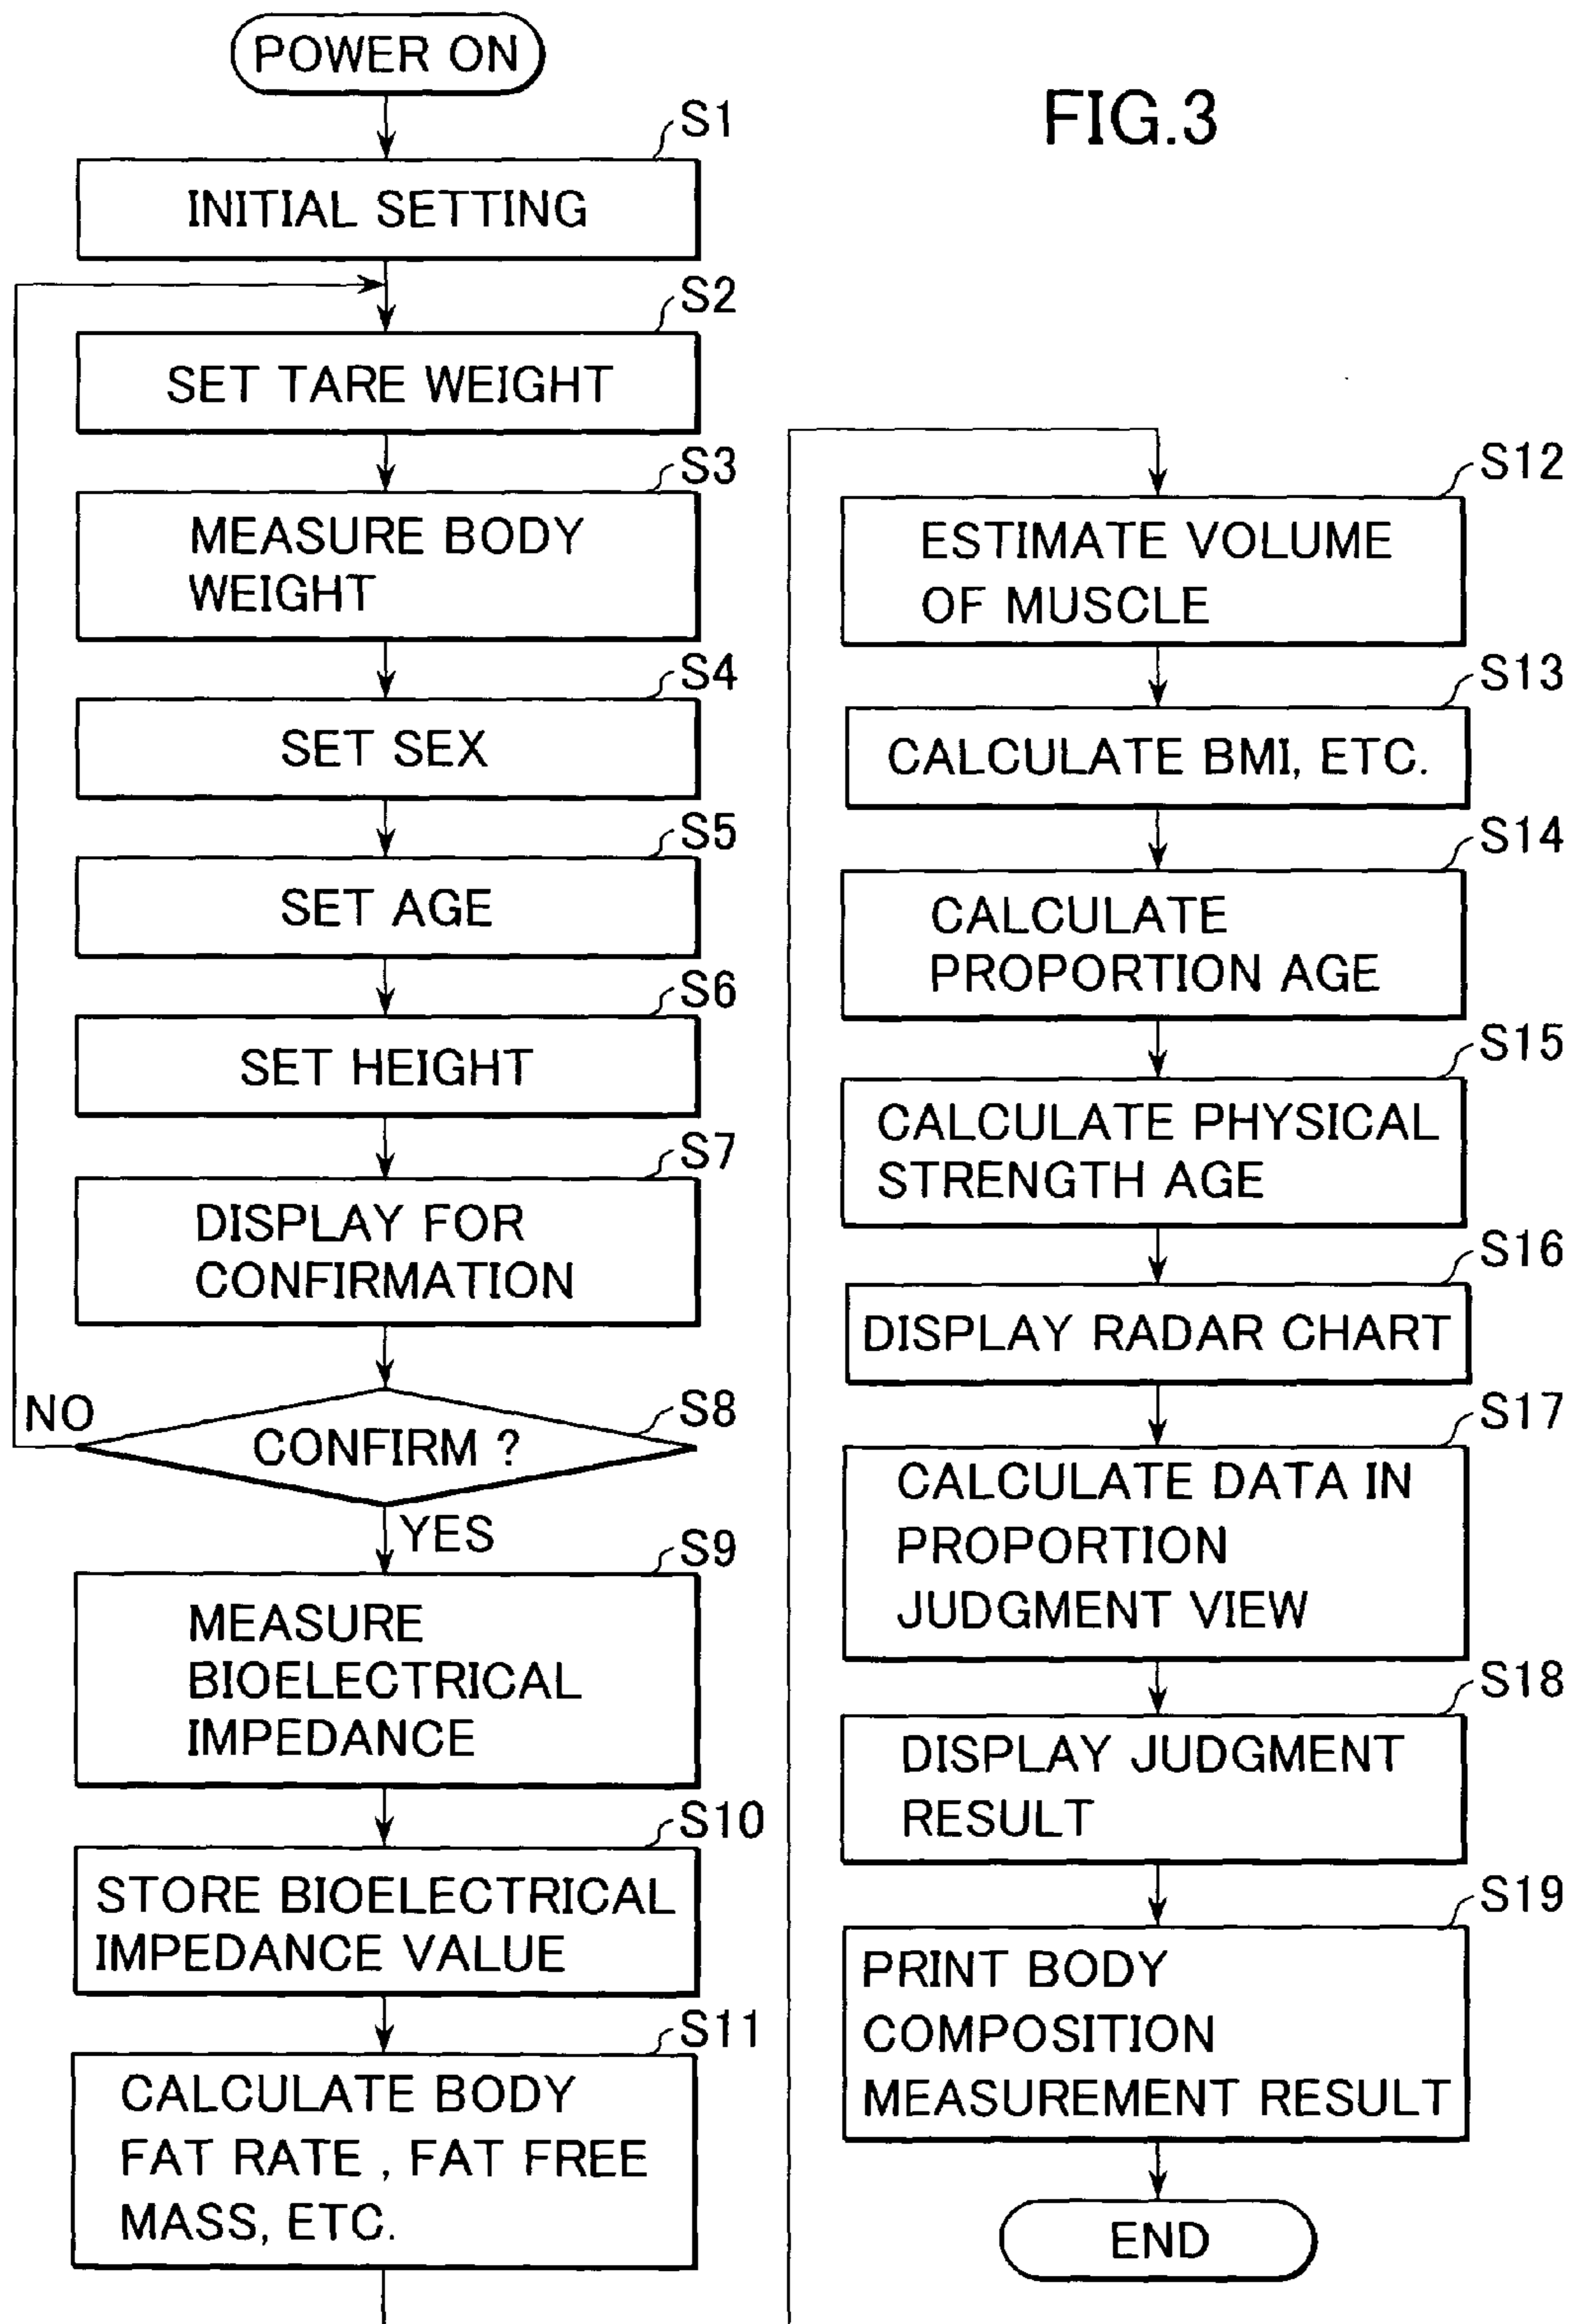 FIG.3
POWER ON
S1
INITIAL SETTING
S2
SET TARE WEIGHT
S3
MEASURE BODY
WEIGHT
S4
SET SEX
S5
SET AGE
S6
SET HEIGHT
S7
DISPLAY FOR
CONFIRMATION
S8
CONFIRM ?
NO
YES
S9
MEASURE
BIOELECTRICAL
IMPEDANCE
S10
STORE BIOELECTRICAL
IMPEDANCE VALUE
S11
CALCULATE BODY
FAT RATE , FAT FREE
MASS, ETC.
S12
ESTIMATE VOLUME
OF MUSCLE
S13
CALCULATE BMI, ETC.
S14
CALCULATE
PROPORTION AGE
S15
CALCULATE PHYSICAL
STRENGTH AGE
S16
DISPLAY RADAR CHART
S17
CALCULATE DATA IN
PROPORTION
JUDGMENT VIEW
S18
DISPLAY JUDGMENT
RESULT
S19
PRINT BODY
COMPOSITION
MEASUREMENT RESULT
END